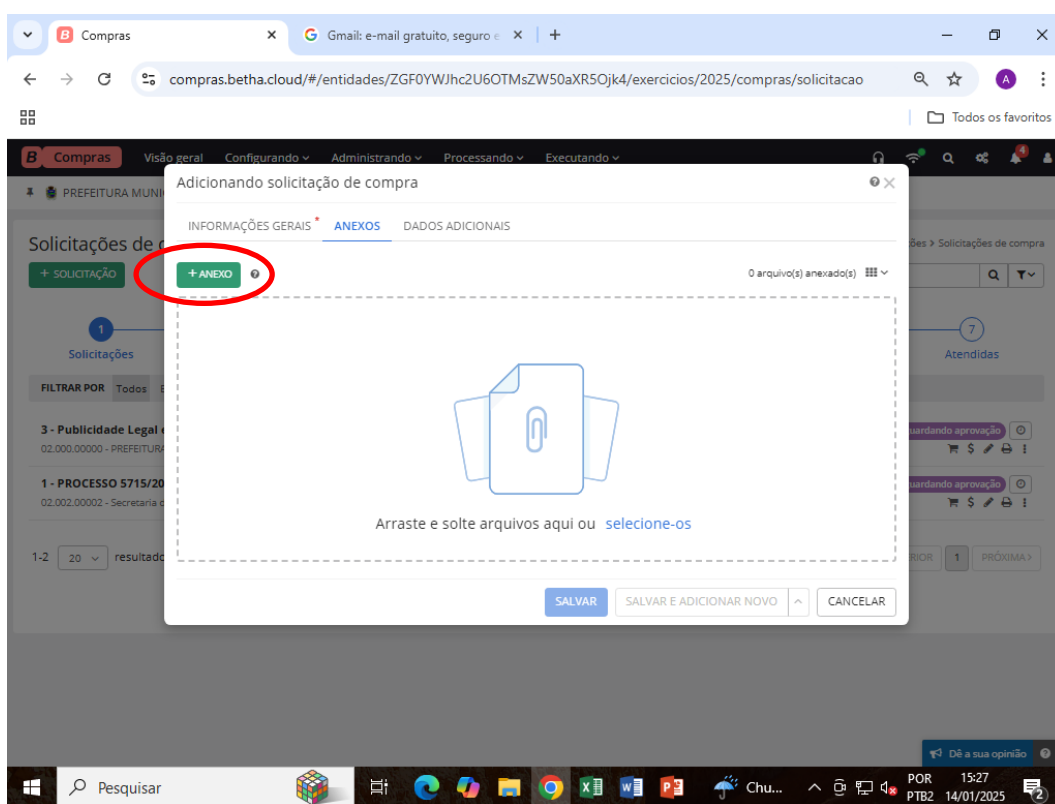 Compras
Gmail: e-mail gratuito, seguro e
compras.betha.cloud/#/entidades/ZGF0YWJhc2U6OTMsZW50aXR5Ojk4/exercicios/2025/compras/solicitacao
A
Todos os favoritos
B Compras Visão geral Configurando Administrando Processando Executando
4
PREFEITURA MUNI
Adicionando solicitação de compra
INFORMAÇÕES GERAIS * ANEXOS DADOS ADICIONAIS
Solicitações de c
ões > Solicitações de compra
+ SOLICITAÇÃO
+ ANEXO
0 arquivo(s) anexado(s)
1
7
Solicitações
Atendidas
FILTRAR POR Todos E
3 - Publicidade Legal e
uardando aprovação
02.000.00000 - PREFEITURA
1 - PROCESSO 5715/20
uardando aprovação
02.002.00002 - Secretaria d
Arraste e solte arquivos aqui ou selecione-os
1-2 20 resultado
RIOR 1 PRÓXIMA >
SALVAR SALVAR E ADICIONAR NOVO CANCELAR
Dê a sua opinião
Pesquisar
Chu...
POR 15:27
PTB2 14/01/2025
2